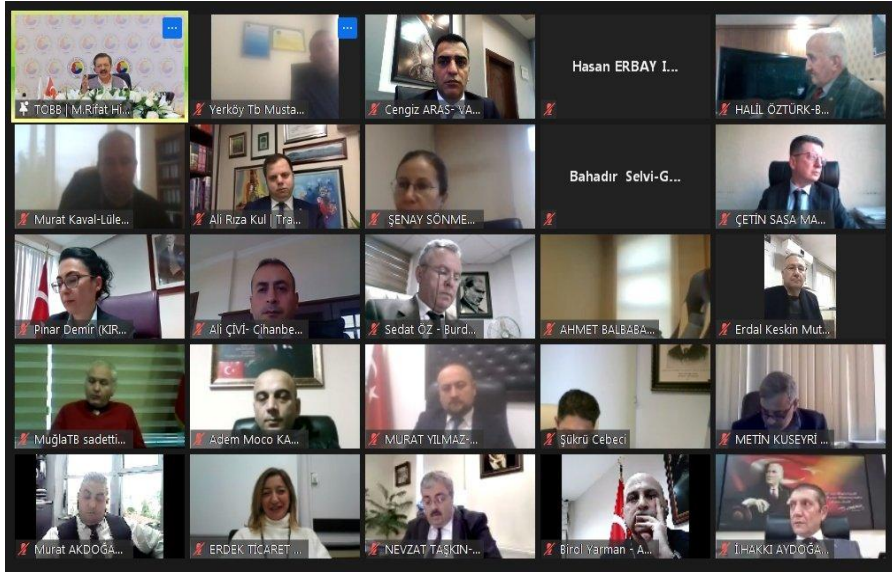 TOBB | M.Rifat Hi...
Yerköy Tb Musta...
Cengiz ARAS- VA...
Hasan ERBAY I...
HALİL ÖZTÜRK-B...
Murat Kaval-Lüle...
Ali Rıza Kul | Tra...
ŞENAY SÖNME...
Bahadır Selvi-G...
ÇETİN SASA MA...
Pınar Demir (KIR...
Ali ÇİVİ- Cihanbe...
Sedat ÖZ - Burd...
AHMET BALBABA...
Erdal Keskin Mut...
MuğlaTB sadetti...
Adem Moco KA...
MURAT YILMAZ-...
Şükrü Cebeci
METİN KUSEYRİ ...
Murat AKDOĞA...
ERDEK TİCARET ...
NEVZAT TAŞKIN-...
Birol Yarman - A...
İ.HAKKI AYDOĞA...